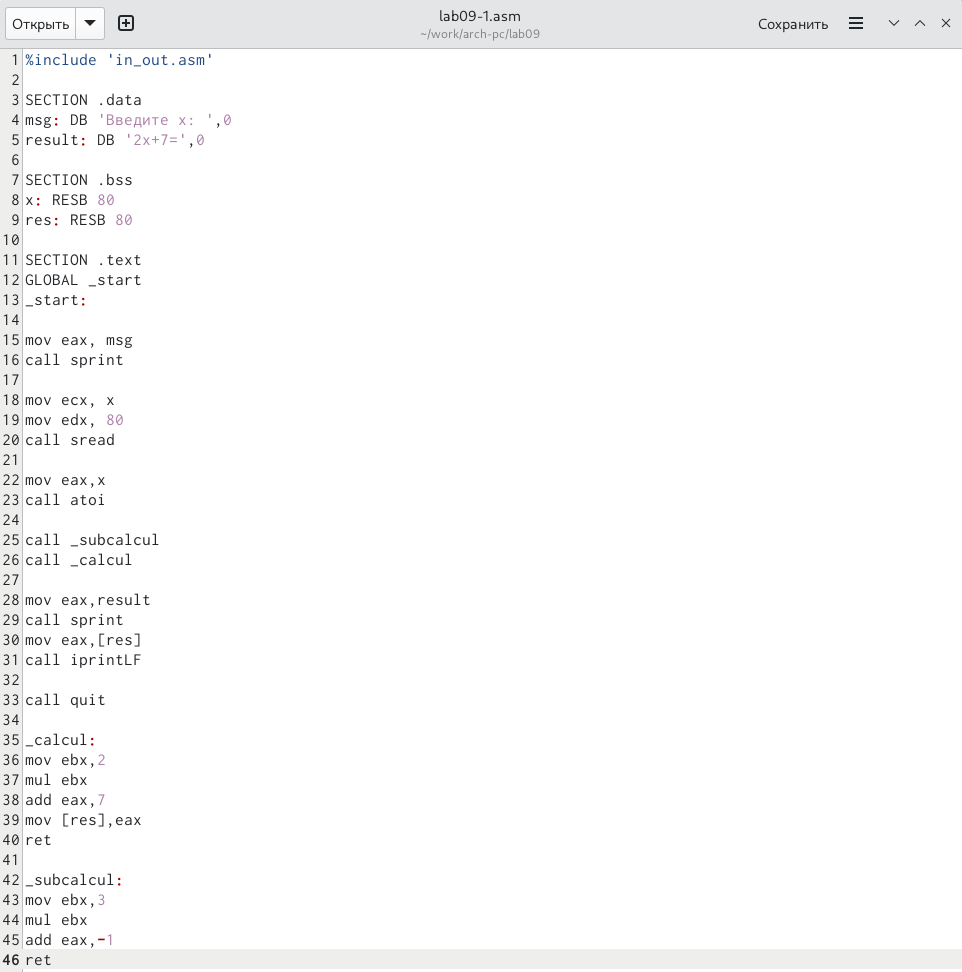 Открыть
lab09-1.asm
~/work/arch-pc/lab09
Сохранить
1 %include 'in_out.asm'
2
3 SECTION .data
4 msg: DB 'Введите x: ',0
5 result: DB '2x+7=',0
6
7 SECTION .bss
8 x: RESB 80
9 res: RESB 80
10
11 SECTION .text
12 GLOBAL _start
13 _start:
14
15 mov eax, msg
16 call sprint
17
18 mov ecx, x
19 mov edx, 80
20 call sread
21
22 mov eax,x
23 call atoi
24
25 call _subcalcul
26 call _calcul
27
28 mov eax,result
29 call sprint
30 mov eax,[res]
31 call iprintLF
32
33 call quit
34
35 _calcul:
36 mov ebx,2
37 mul ebx
38 add eax,7
39 mov [res],eax
40 ret
41
42 _subcalcul:
43 mov ebx,3
44 mul ebx
45 add eax,-1
46 ret